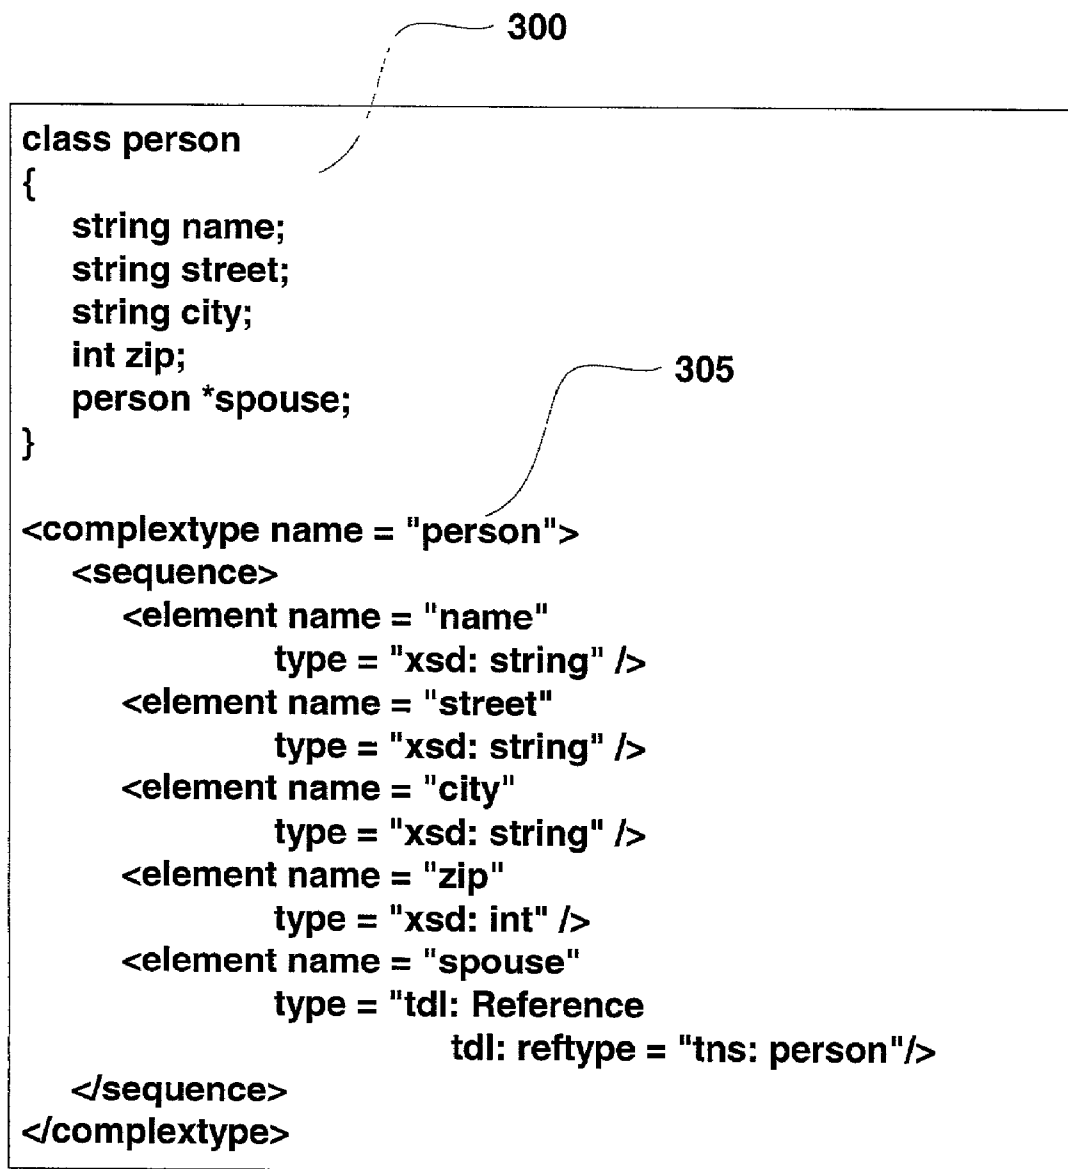 300
class person
{
string name;
string street;
string city;
int zip;
person *spouse;
}
305
<complextype name = "person">
<sequence>
<element name = "name"
type = "xsd: string" />
<element name = "street"
type = "xsd: string" />
<element name = "city"
type = "xsd: string" />
<element name = "zip"
type = "xsd: int" />
<element name = "spouse"
type = "tdl: Reference
tdl: reftype = "tns: person"/>
</sequence>
</complextype>